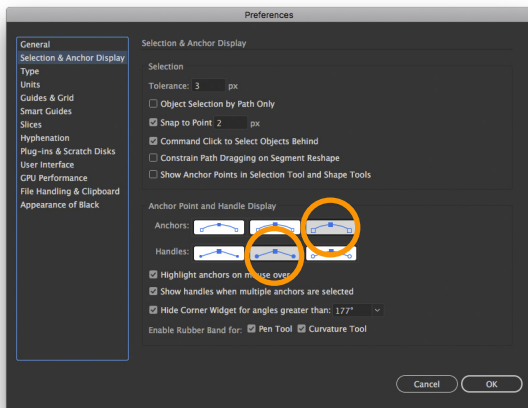 Preferences
General
Selection & Anchor Display
Type
Units
Guides & Grid
Smart Guides
Slices
Hyphenation
Plug-ins & Scratch Disks
User Interface
GPU Performance
File Handling & Clipboard
Appearance of Black
Selection & Anchor Display
Selection
Tolerance: 3 px
Object Selection by Path Only
Snap to Point 2 px
Command Click to Select Objects Behind
Constrain Path Dragging on Segment Reshape
Show Anchor Points in Selection Tool and Shape Tools
Anchor Point and Handle Display
Anchors:
Handles:
Highlight anchors on mouse over
Show handles when multiple anchors are selected
Hide Corner Widget for angles greater than: 177°
Enable Rubber Band for: Pen Tool Curvature Tool
Cancel OK